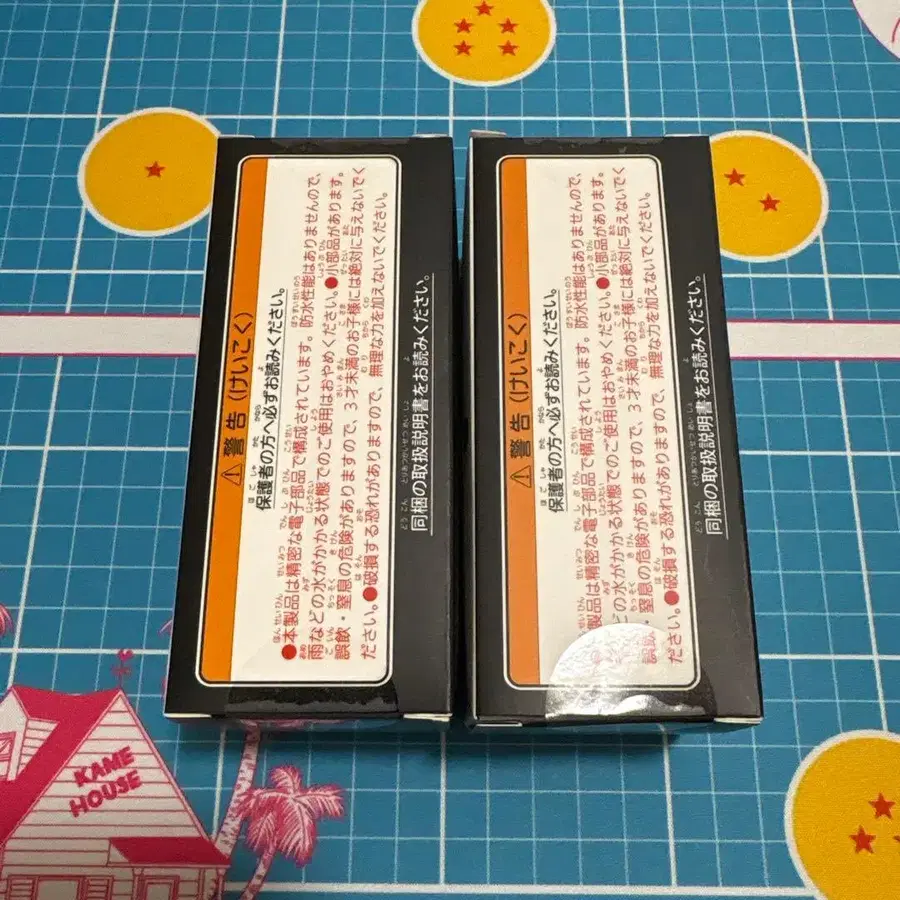 ⚠ 警告(けいこく)
保護者の方へ必ずお読みください。
●本製品は精密な電子部品で構成されています。防水性能はありませんので、
雨などの水がかかる状態でのご使用はおやめください。●小部品があります。
誤飲・窒息の危険がありますので、3才未満のお子様には絶対に与えないでく
ださい。●破損する恐れがありますので、無理な力を加えないでください。
同梱の取扱説明書をお読みください。
⚠ 警告(けいこく)
保護者の方へ必ずお読みください。
製品は精密な電子部品で構成されています。防水性能はありませんので、
どの水がかかる状態でのご使用はおやめください。●小部品があります。
誤飲・窒息の危険がありますので、3才未満のお子様には絶対に与えないでく
ださい。●破損する恐れがありますので、無理な力を加えないでください。
同梱の取扱説明書をお読みください。
KAME
HOUSE